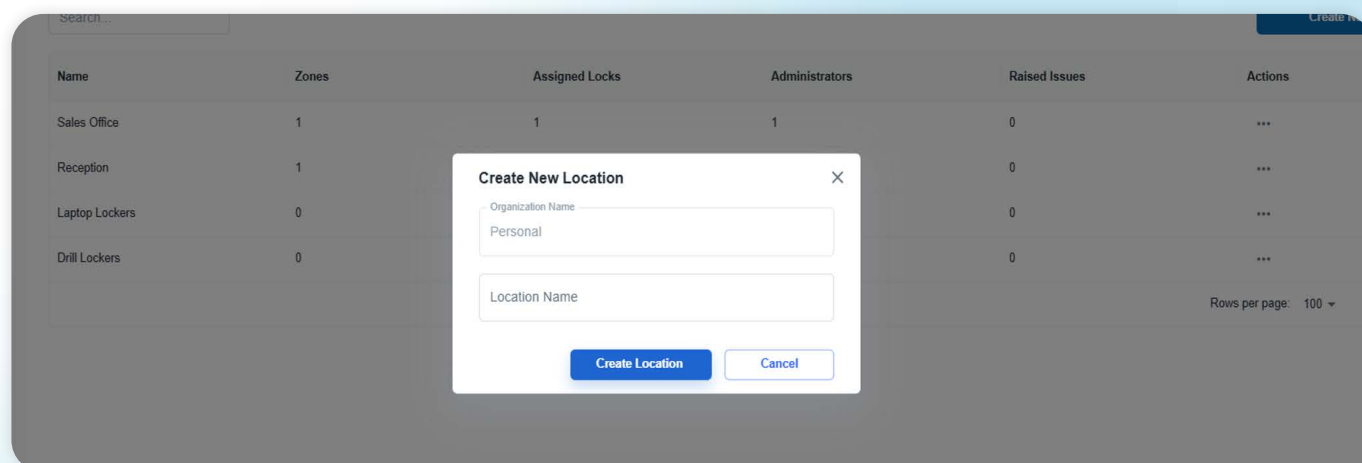 Search...
Create
Name Zones Assigned Locks Administrators Raised Issues Actions
Sales Office 1 1 1 0 •••
Reception 1 0 •••
Laptop Lockers 0 0 •••
Drill Lockers 0 0 •••
Rows per page: 100
Create New Location
Organization Name
Personal
Location Name
Create Location Cancel